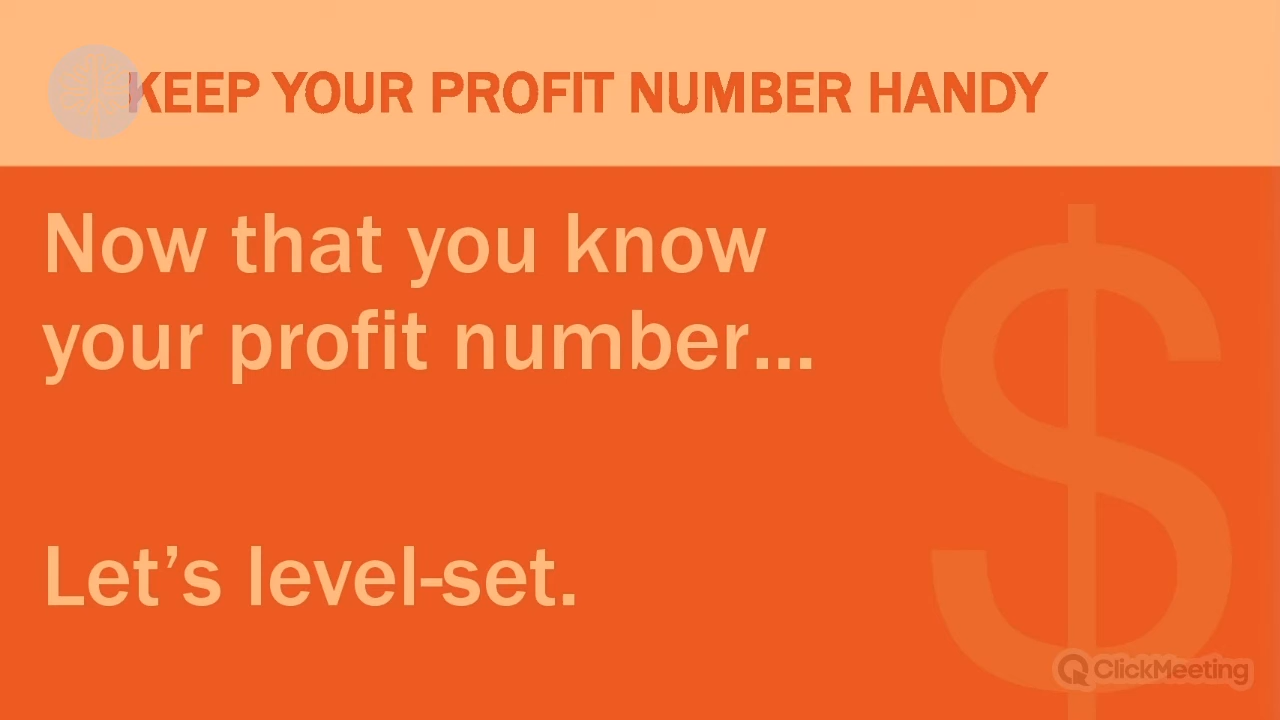 KEEP YOUR PROFIT NUMBER HANDY
Now that you know
your profit number...
Let’s level-set.
$
ClickMeeting